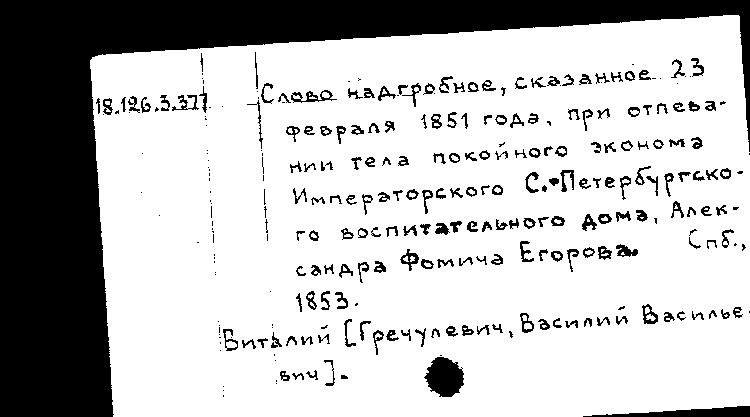 18.126.3.377 Слово надгробное, сказанное 23
февраля 1851 года, при отпева-
нии тела покойного эконома
Императорского С.-Петербургско-
го воспитательного дома, Алек-
сандра Фомича Егорова. Спб.,
1853.
Виталий [Гречулевич, Василий Василье-
вич].